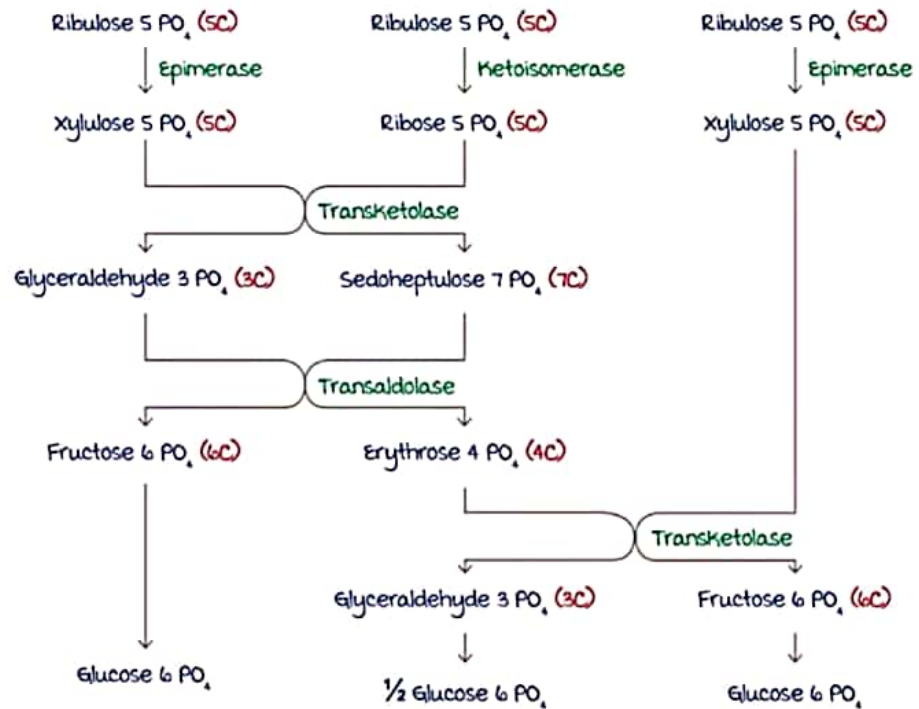 Ribulose 5 PO4 (5C) Ribulose 5 PO4 (5C) Ribulose 5 PO4 (5C)
Epimerase Ketoisomerase Epimerase
Xylulose 5 PO4 (5C) Ribose 5 PO4 (5C) Xylulose 5 PO4 (5C)
Transketolase
Glyceraldehyde 3 PO4 (3C) Sedoheptulose 7 PO4 (7C)
Transaldolase
Fructose 6 PO4 (6C) Erythrose 4 PO4 (4C)
Transketolase
Glyceraldehyde 3 PO4 (3C) Fructose 6 PO4 (6C)
Glucose 6 PO4 1/2 Glucose 6 PO4 Glucose 6 PO4